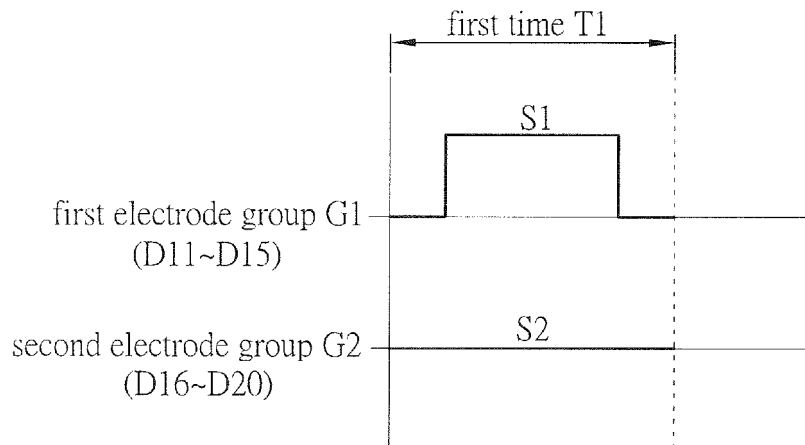 first time T1
S1
first electrode group G1
(D11~D15)
S2
second electrode group G2
(D16~D20)